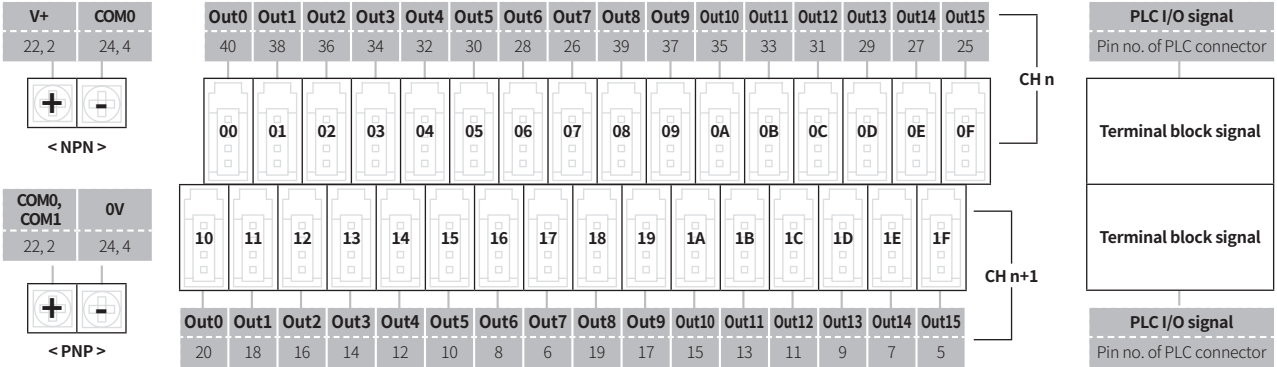 V+ COM0 Out0 Out1 Out2 Out3 Out4 Out5 Out6 Out7 Out8 Out9 Out10 Out11 Out12 Out13 Out14 Out15 PLC I/O signal
22, 2 24, 4 40 38 36 34 32 30 28 26 39 37 35 33 31 29 27 25 Pin no. of PLC connector
CH n
+ - 00 01 02 03 04 05 06 07 08 09 0A 0B 0C 0D 0E 0F Terminal block signal
< NPN >
COM0,
COM1 0V
22, 2 24, 4 10 11 12 13 14 15 16 17 18 19 1A 1B 1C 1D 1E 1F Terminal block signal
CH n+1
+ -
Out0 Out1 Out2 Out3 Out4 Out5 Out6 Out7 Out8 Out9 Out10 Out11 Out12 Out13 Out14 Out15 PLC I/O signal
< PNP > 20 18 16 14 12 10 8 6 19 17 15 13 11 9 7 5 Pin no. of PLC connector